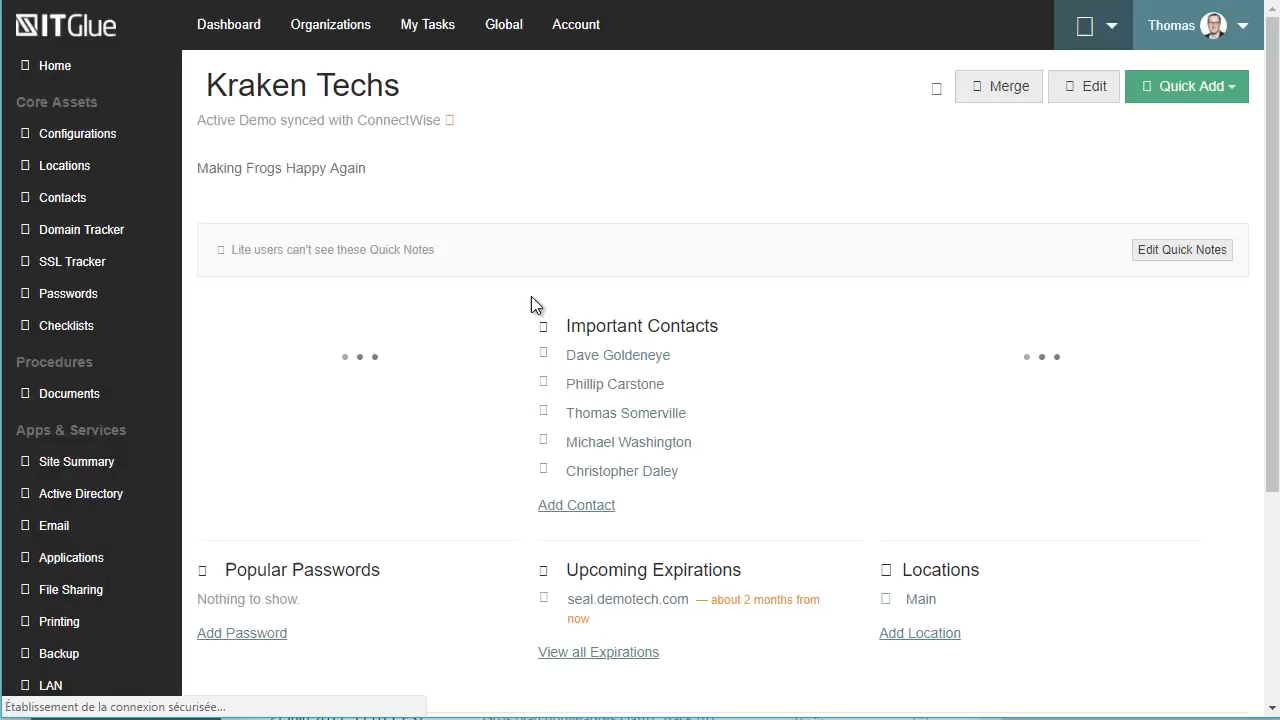 ITGlue
Dashboard
Organizations
My Tasks
Global
Account
Thomas
Home
Core Assets
Configurations
Locations
Contacts
Domain Tracker
SSL Tracker
Passwords
Checklists
Procedures
Documents
Apps & Services
Site Summary
Active Directory
Email
Applications
File Sharing
Printing
Backup
LAN
Kraken Techs
Merge
Edit
Quick Add
Active Demo synced with ConnectWise
Making Frogs Happy Again
Lite users can't see these Quick Notes
Edit Quick Notes
Important Contacts
Dave Goldeneye
Phillip Carstone
Thomas Somerville
Michael Washington
Christopher Daley
Add Contact
Popular Passwords
Nothing to show.
Add Password
Upcoming Expirations
seal.demotech.com — about 2 months from
now
View all Expirations
Locations
Main
Add Location
Établissement de la connexion sécurisée...